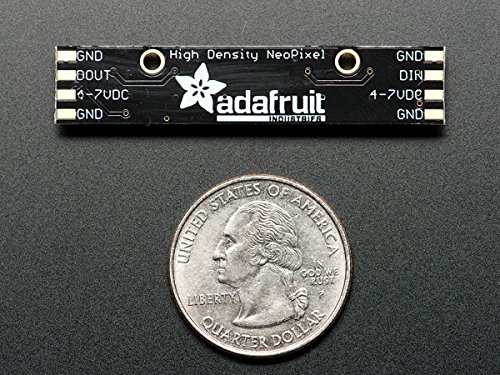 GND High Density NeoPixel GND
DOUT DIN
4-7VDC adafruit 4-7VDC
GND INDUSTRIES GND
UNITED STATES OF AMERICA
IN
GOD WE
TRUST
LIBERTY P
QUARTER DOLLAR